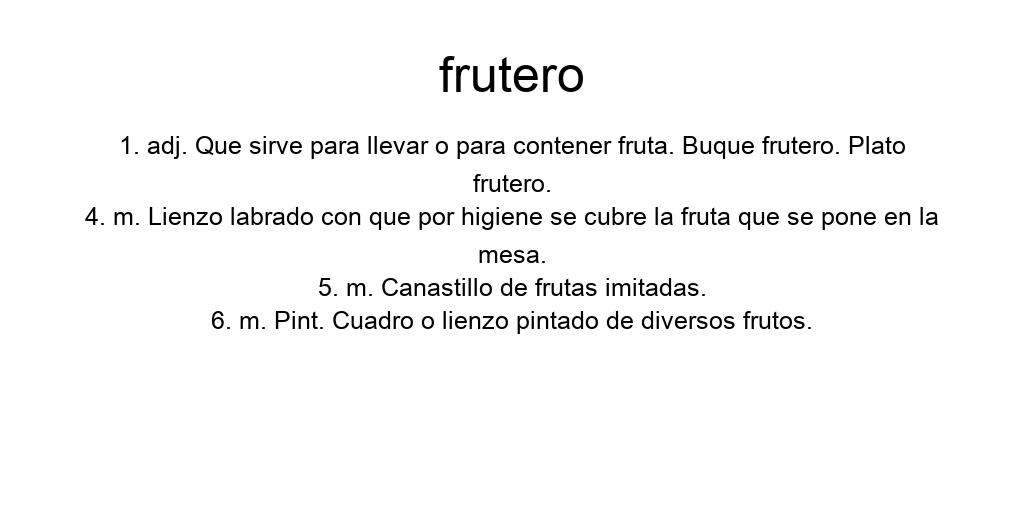 frutero
1. adj. Que sirve para llevar o para contener fruta. Buque frutero. Plato
frutero.
4. m. Lienzo labrado con que por higiene se cubre la fruta que se pone en la
mesa.
5. m. Canastillo de frutas imitadas.
6. m. Pint. Cuadro o lienzo pintado de diversos frutos.